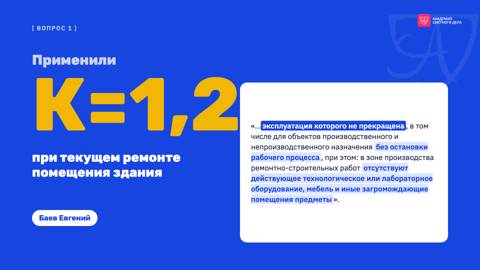 [ ВОПРОС 1 ]
АКАДЕМИЯ
СМЕТНОГО ДЕЛА
Применили
К=1,2
при текущем ремонте
помещения здания
Баев Евгений
«... эксплуатация которого не прекращена, в том
числе для объектов производственного и
непроизводственного назначения без остановки
рабочего процесса, при этом: в зоне производства
ремонтно-строительных работ отсутствуют
действующее технологическое или лабораторное
оборудование, мебель и иные загромождающие
помещения предметы».